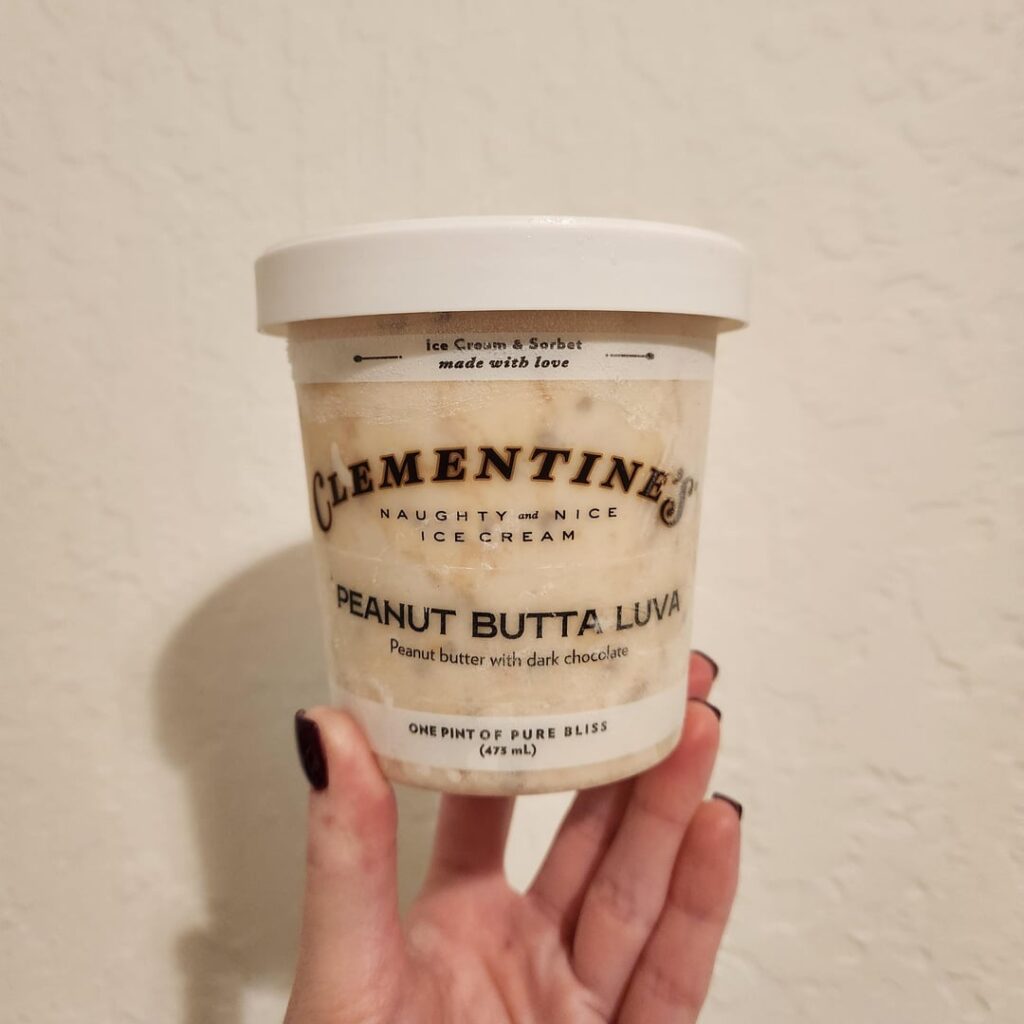 Ice Cream & Sorbet
made with love
CLEMENTINE'S
NAUGHTY and NICE
ICE CREAM
PEANUT BUTTA LUVA
Peanut butter with dark chocolate
ONE PINT OF PURE BLISS
(475 mL)